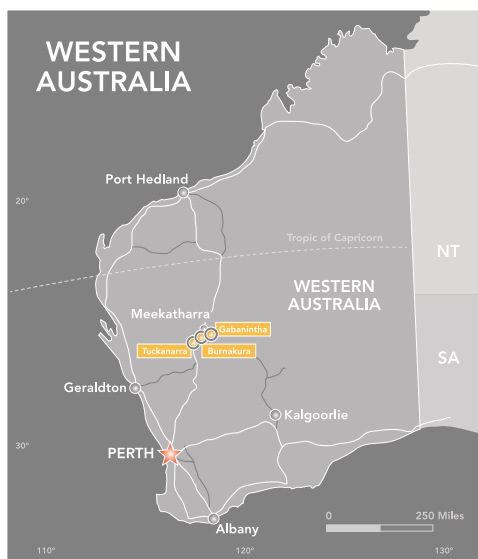 WESTERN
AUSTRALIA
Port Hedland
20°
Tropic of Capricorn
NT
WESTERN
AUSTRALIA
Meekatharra
Gabanintha
Tuckanarra
Burnakura
SA
Geraldton
Kalgoorlie
30°
PERTH
0 250 Miles
Albany
110° 120° 130°